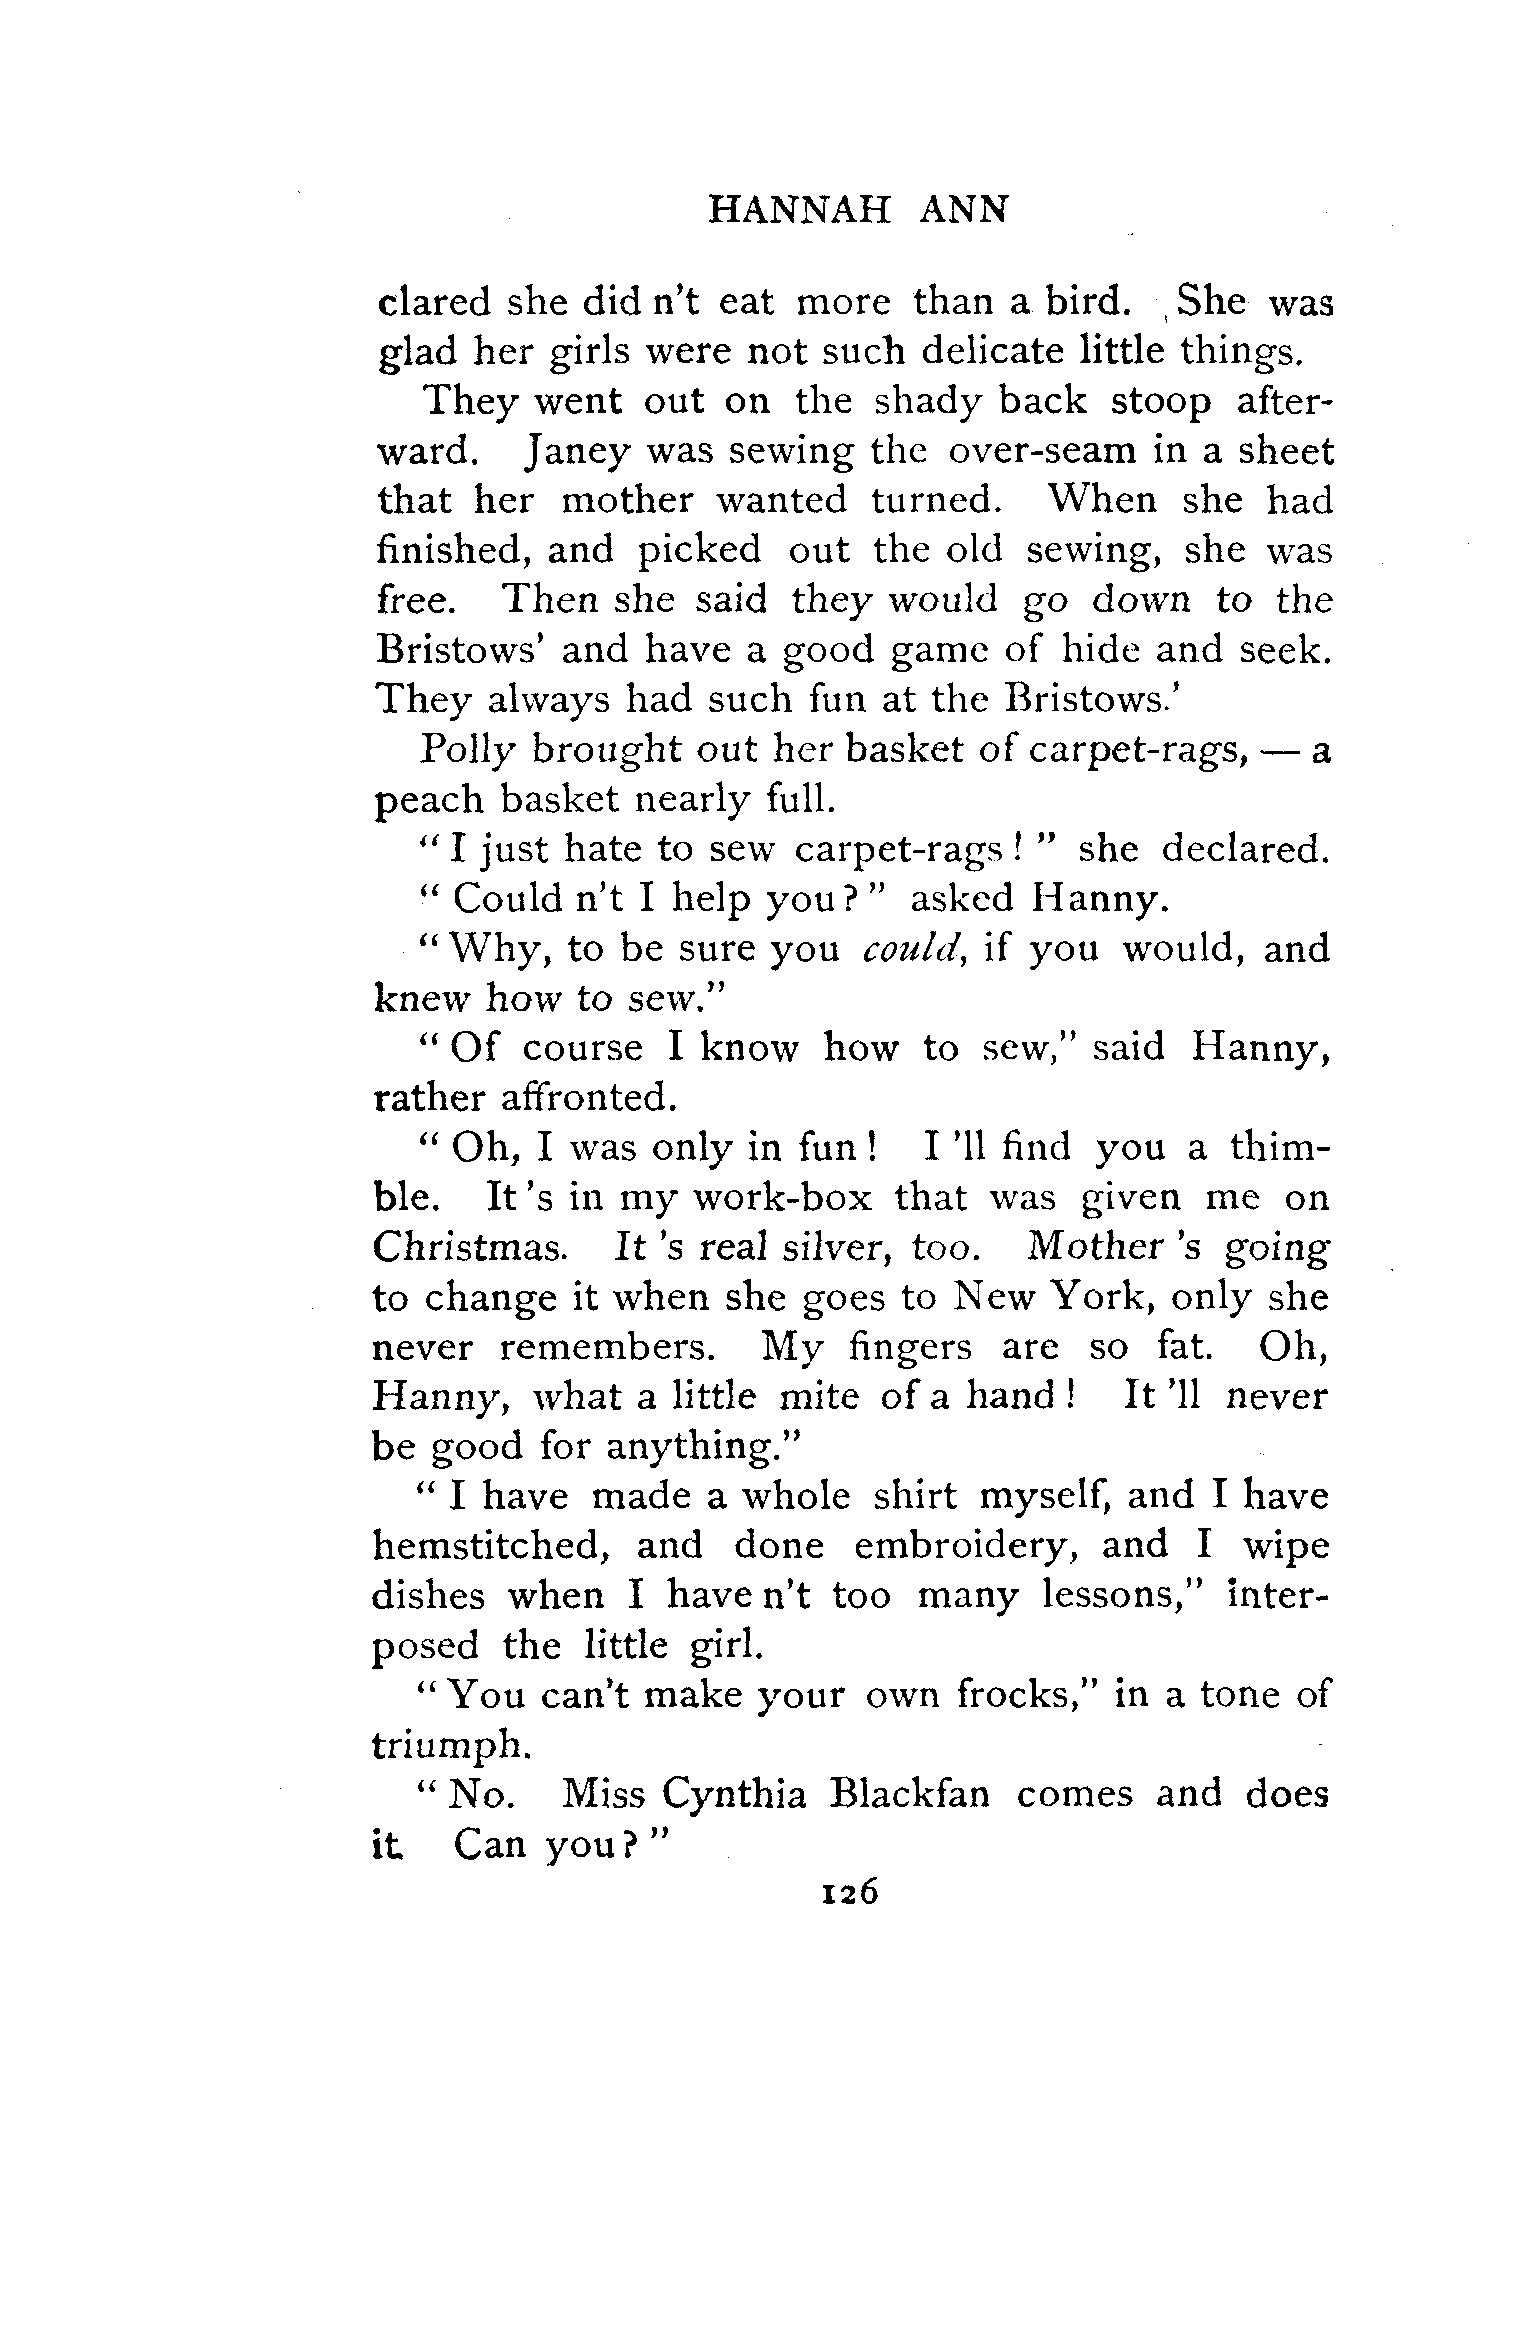 HANNAH ANN
clared she did n't eat more than a bird. She was
glad her girls were not such delicate little things.
They went out on the shady back stoop after-
ward. Janey was sewing the over-seam in a sheet
that her mother wanted turned. When she had
finished, and picked out the old sewing, she was
free. Then she said they would go down to the
Bristows' and have a good game of hide and seek.
They always had such fun at the Bristows.'
Polly brought out her basket of carpet-rags, — a
peach basket nearly full.
"I just hate to sew carpet-rags!" she declared.
"Could n't I help you?" asked Hanny.
"Why, to be sure you could, if you would, and
knew how to sew."
"Of course I know how to sew," said Hanny,
rather affronted.
"Oh, I was only in fun! I 'll find you a thim-
ble. It 's in my work-box that was given me on
Christmas. It 's real silver, too. Mother 's going
to change it when she goes to New York, only she
never remembers. My fingers are so fat. Oh,
Hanny, what a little mite of a hand! It 'll never
be good for anything."
"I have made a whole shirt myself, and I have
hemstitched, and done embroidery, and I wipe
dishes when I have n't too many lessons," inter-
posed the little girl.
"You can't make your own frocks," in a tone of
triumph.
"No. Miss Cynthia Blackfan comes and does
it. Can you?"
126